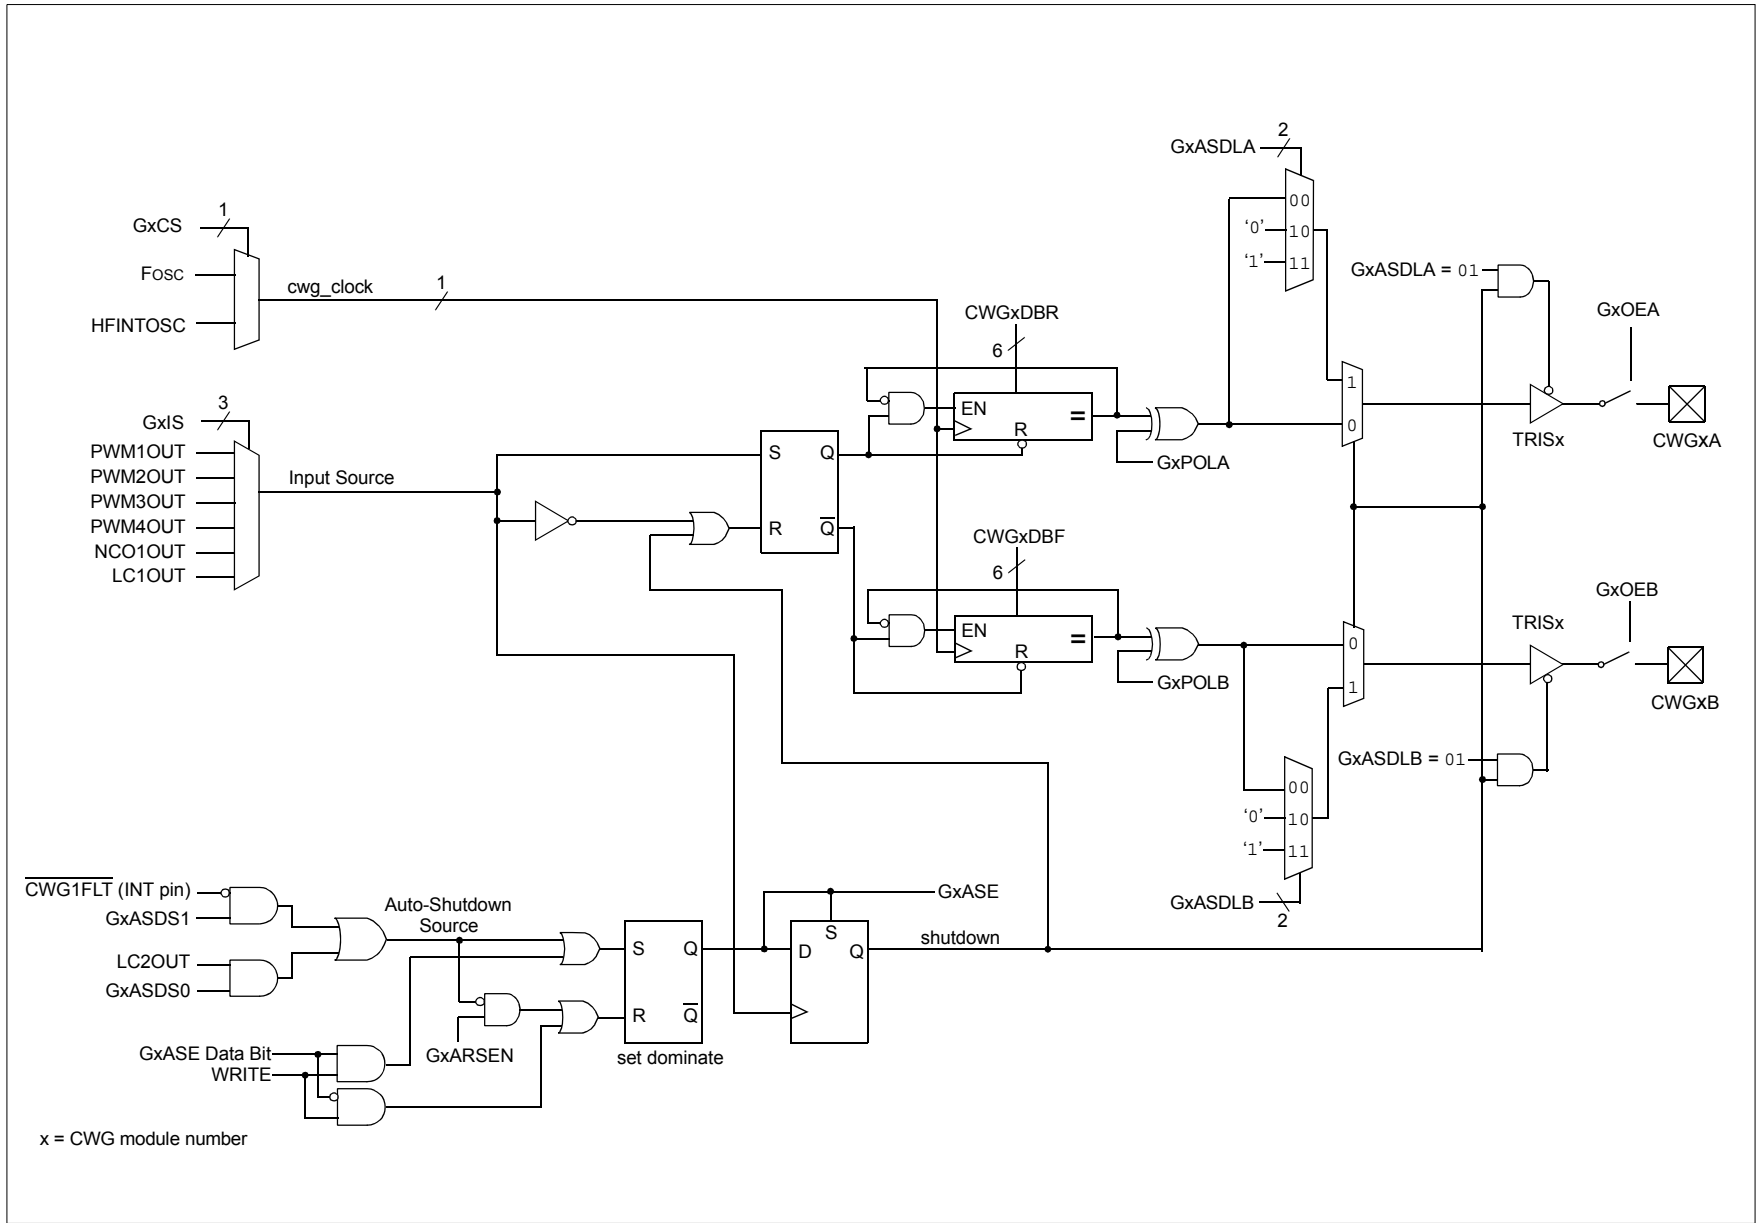 GxASDLA
2
GxCS
1
FOSC
HFINTOSC
cwg_clock
1
00
‘0’
10
‘1’
11
GxASDLA = 01
GxOEA
CWGxDBR
6
EN
=
R
GxPOLA
1
0
TRISx
CWGxA
GxIS
3
PWM1OUT
PWM2OUT
PWM3OUT
PWM4OUT
NCO1OUT
LC1OUT
Input Source
S
Q
R
Q
CWGxDBF
6
EN
=
R
GxPOLB
0
1
TRISx
GxOEB
CWGxB
GxASDLB = 01
00
‘0’
10
‘1’
11
GxASDLB
2
CWG1FLT (INT pin)
GxASDS1
LC2OUT
GxASDS0
Auto-Shutdown
Source
GxASE Data Bit
WRITE
GxARSEN
S
Q
R
Q
set dominate
GxASE
S
D
Q
shutdown
x = CWG module number